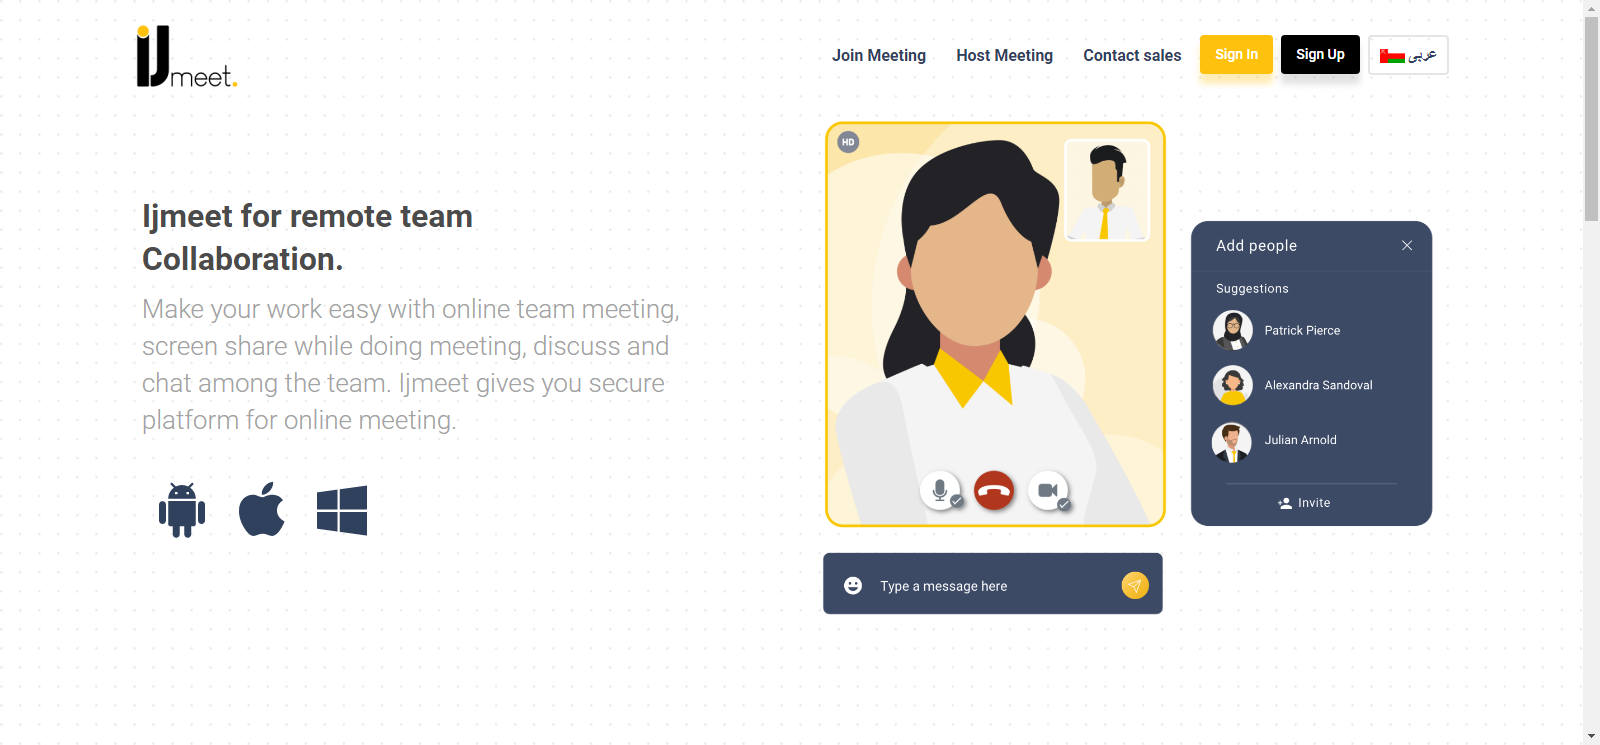 IJmeet.
Join Meeting
Host Meeting
Contact sales
Sign In
Sign Up
عربى
HD
Ijmeet for remote team
Collaboration.
Make your work easy with online team meeting,
screen share while doing meeting, discuss and
chat among the team. Ijmeet gives you secure
platform for online meeting.
Add people
Suggestions
Patrick Pierce
Alexandra Sandoval
Julian Arnold
Invite
Type a message here